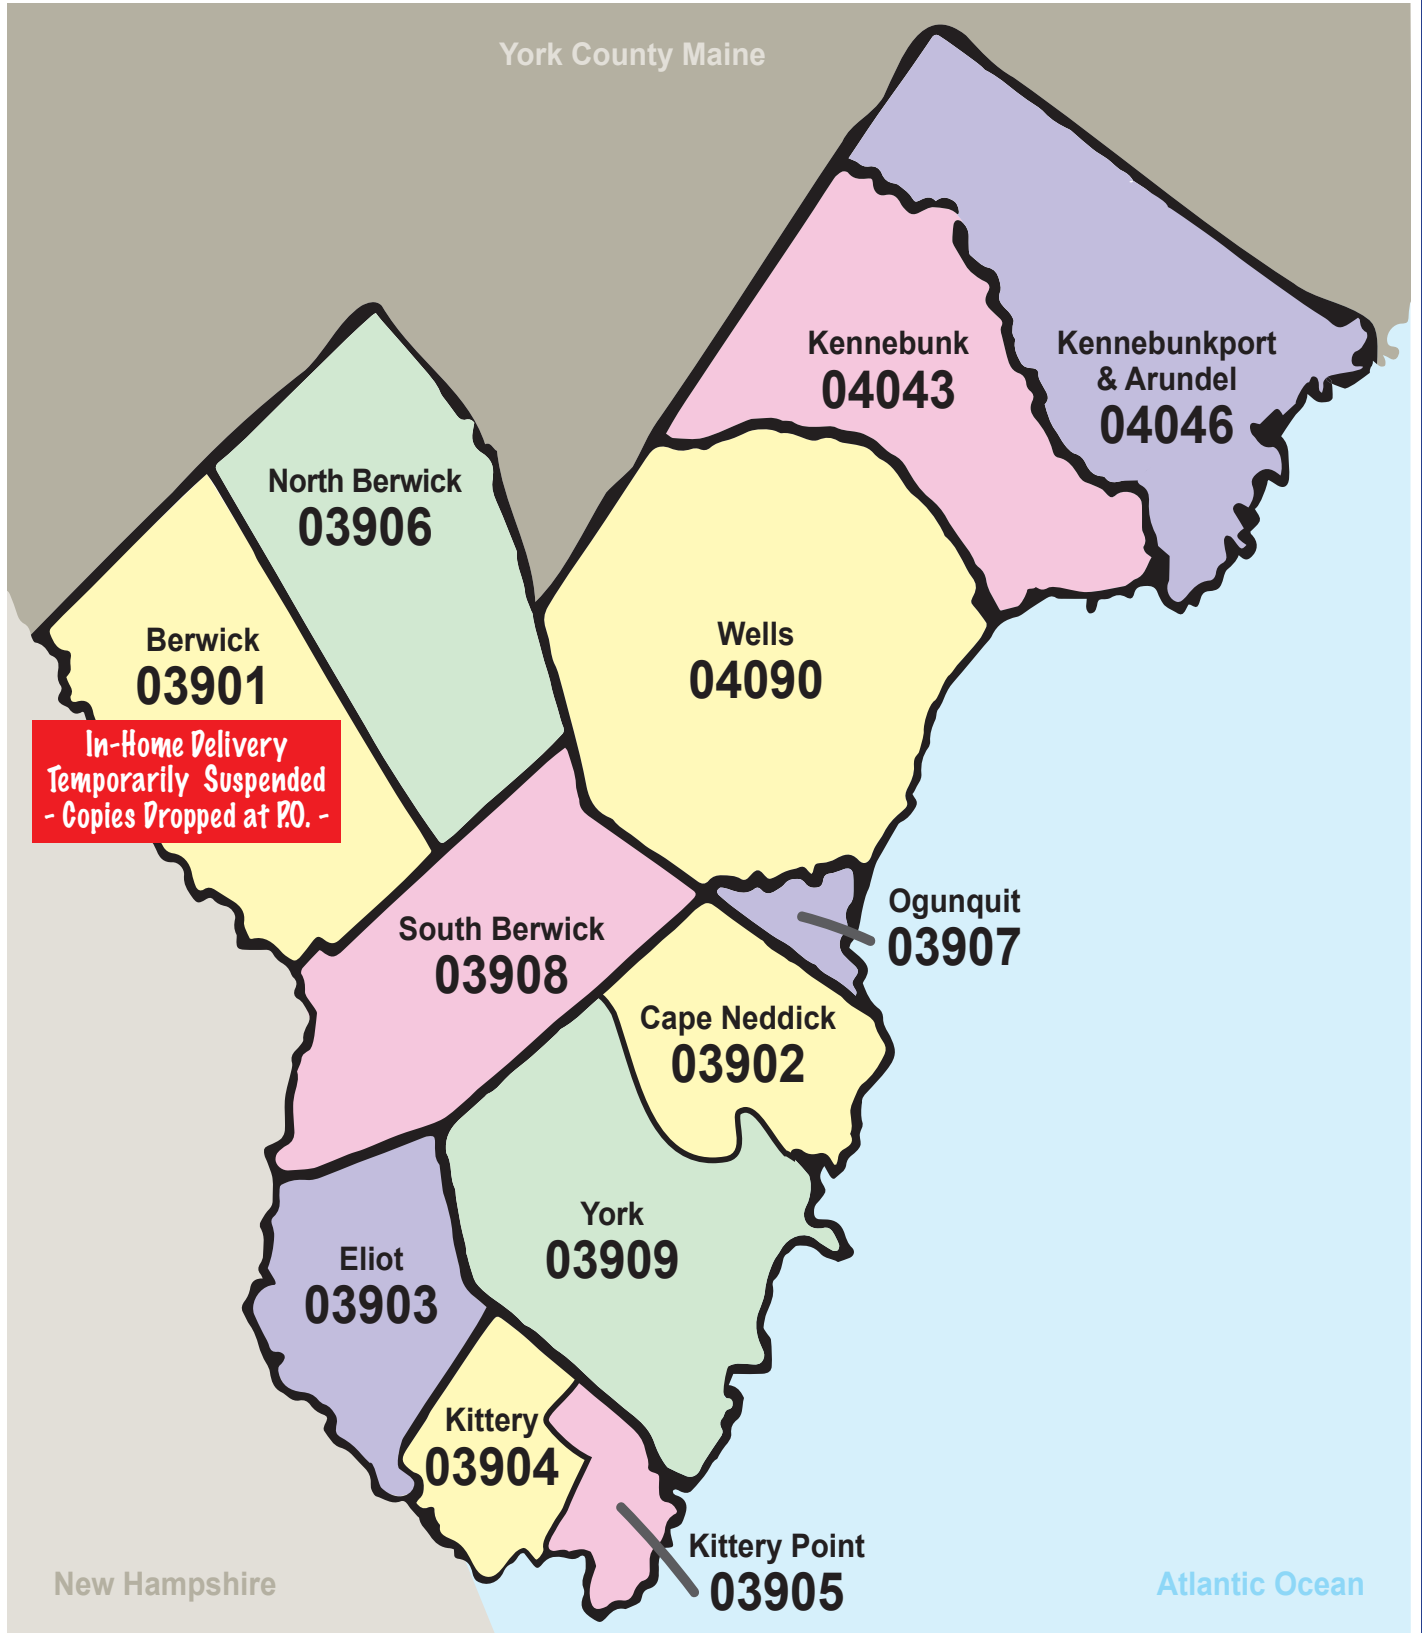 York County Maine
Kennebunk
04043
Kennebunkport
& Arundel
04046
North Berwick
03906
Berwick
03901
In-Home Delivery
Temporarily Suspended
- Copies Dropped at P.O. -
Wells
04090
Ogunquit
03907
South Berwick
03908
Cape Neddick
03902
York
03909
Eliot
03903
Kittery
03904
Kittery Point
03905
New Hampshire
Atlantic Ocean